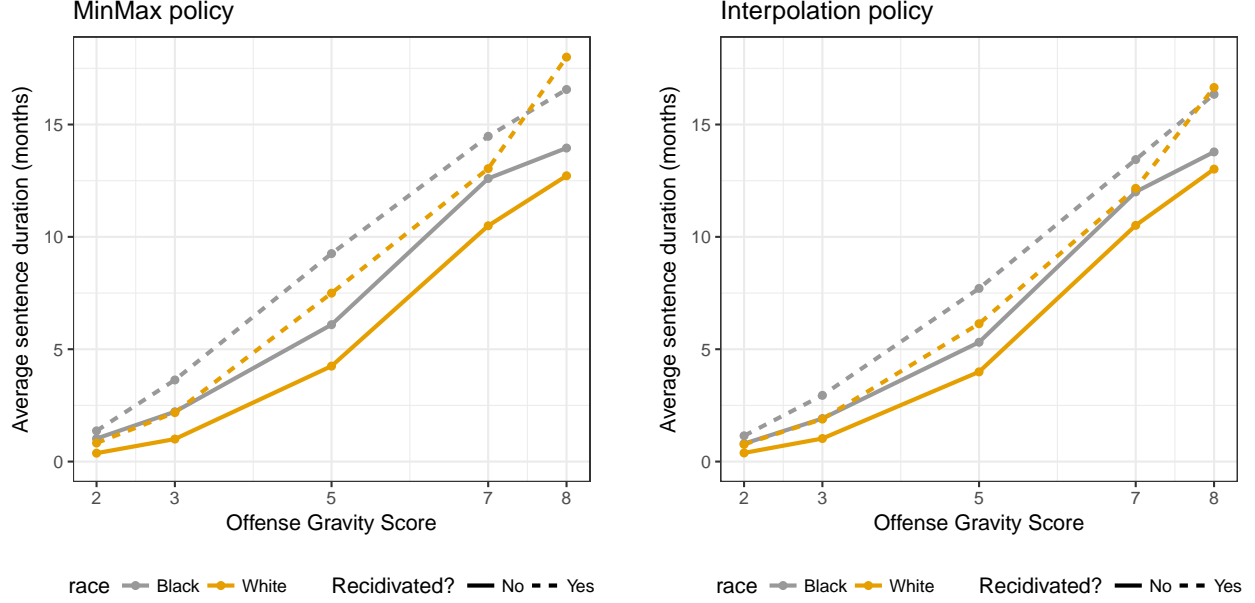 MinMax policy
Average sentence duration (months)
15
10
5
0
2 3 5 7 8
Offense Gravity Score
race Black White Recidivated? No Yes
Interpolation policy
Average sentence duration (months)
15
10
5
0
2 3 5 7 8
Offense Gravity Score
race Black White Recidivated? No Yes